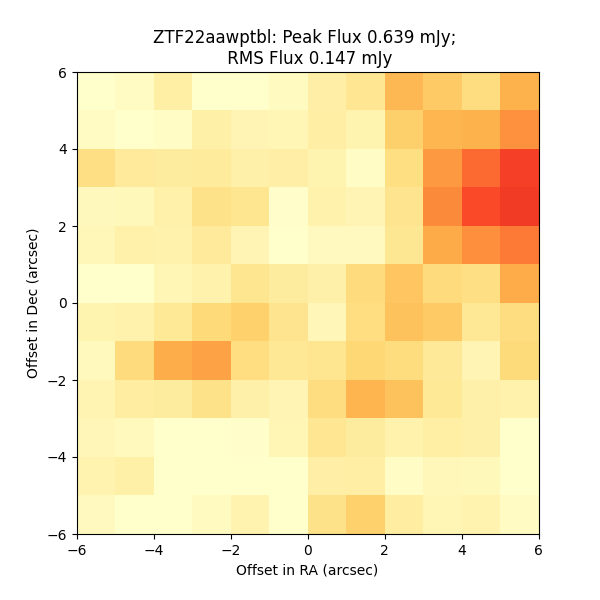 ZTF22aawptbl: Peak Flux 0.639 mJy;
RMS Flux 0.147 mJy
6
4
2
0
−2
−4
−6
Offset in Dec (arcsec)
−6 −4 −2 0 2 4 6
Offset in RA (arcsec)